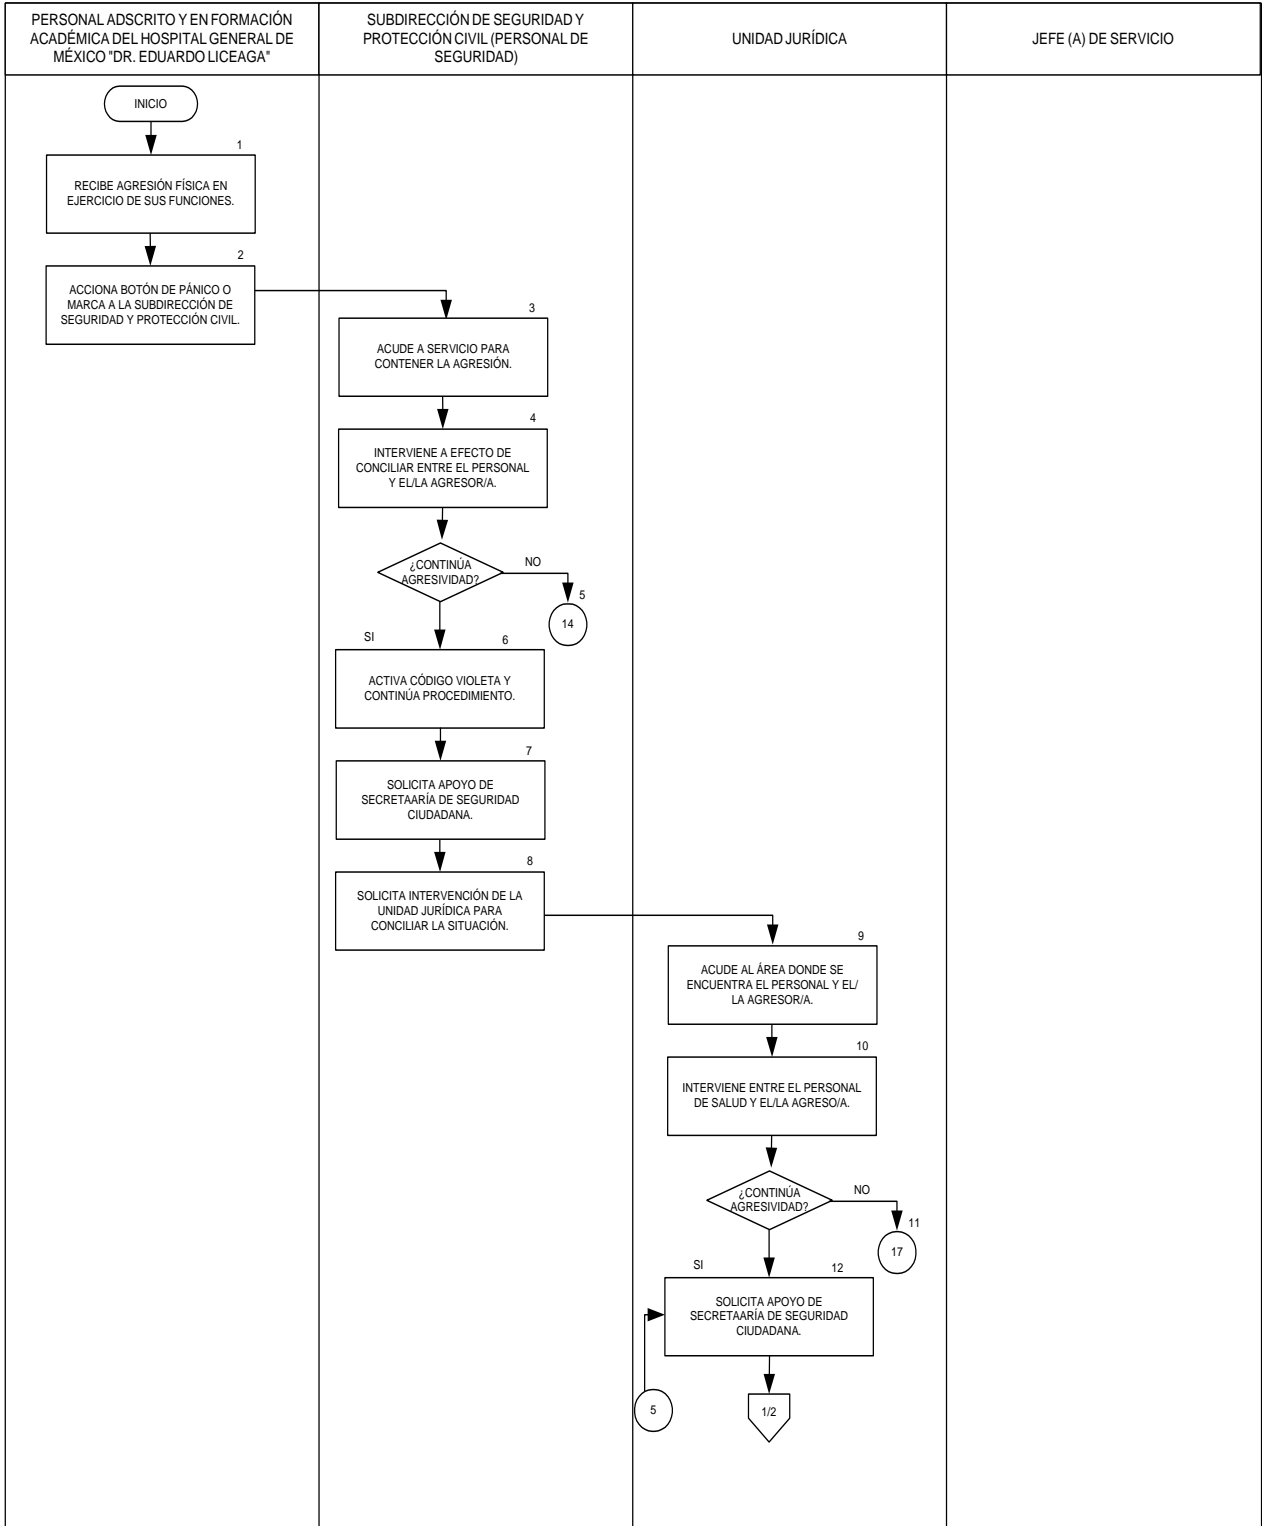 PERSONAL ADSCRITO Y EN FORMACIÓN
ACADÉMICA DEL HOSPITAL GENERAL DE
MÉXICO "DR. EDUARDO LICEAGA"
SUBDIRECCIÓN DE SEGURIDAD Y
PROTECCIÓN CIVIL (PERSONAL DE
SEGURIDAD)
UNIDAD JURÍDICA
JEFE (A) DE SERVICIO
INICIO
1
RECIBE AGRESIÓN FÍSICA EN
EJERCICIO DE SUS FUNCIONES.
2
ACCIONA BOTÓN DE PÁNICO O
MARCA A LA SUBDIRECCIÓN DE
SEGURIDAD Y PROTECCIÓN CIVIL.
3
ACUDE A SERVICIO PARA
CONTENER LA AGRESIÓN.
4
INTERVIENE A EFECTO DE
CONCILIAR ENTRE EL PERSONAL
Y EL/LA AGRESOR/A.
¿CONTINÚA
AGRESIVIDAD?
NO
5
14
SI
6
ACTIVA CÓDIGO VIOLETA Y
CONTINÚA PROCEDIMIENTO.
7
SOLICITA APOYO DE
SECRETAARÍA DE SEGURIDAD
CIUDADANA.
8
SOLICITA INTERVENCIÓN DE LA
UNIDAD JURÍDICA PARA
CONCILIAR LA SITUACIÓN.
9
ACUDE AL ÁREA DONDE SE
ENCUENTRA EL PERSONAL Y EL/
LA AGRESOR/A.
10
INTERVIENE ENTRE EL PERSONAL
DE SALUD Y EL/LA AGRESO/A.
¿CONTINÚA
AGRESIVIDAD?
NO
11
17
SI
12
SOLICITA APOYO DE
SECRETAARÍA DE SEGURIDAD
CIUDADANA.
5
1/2